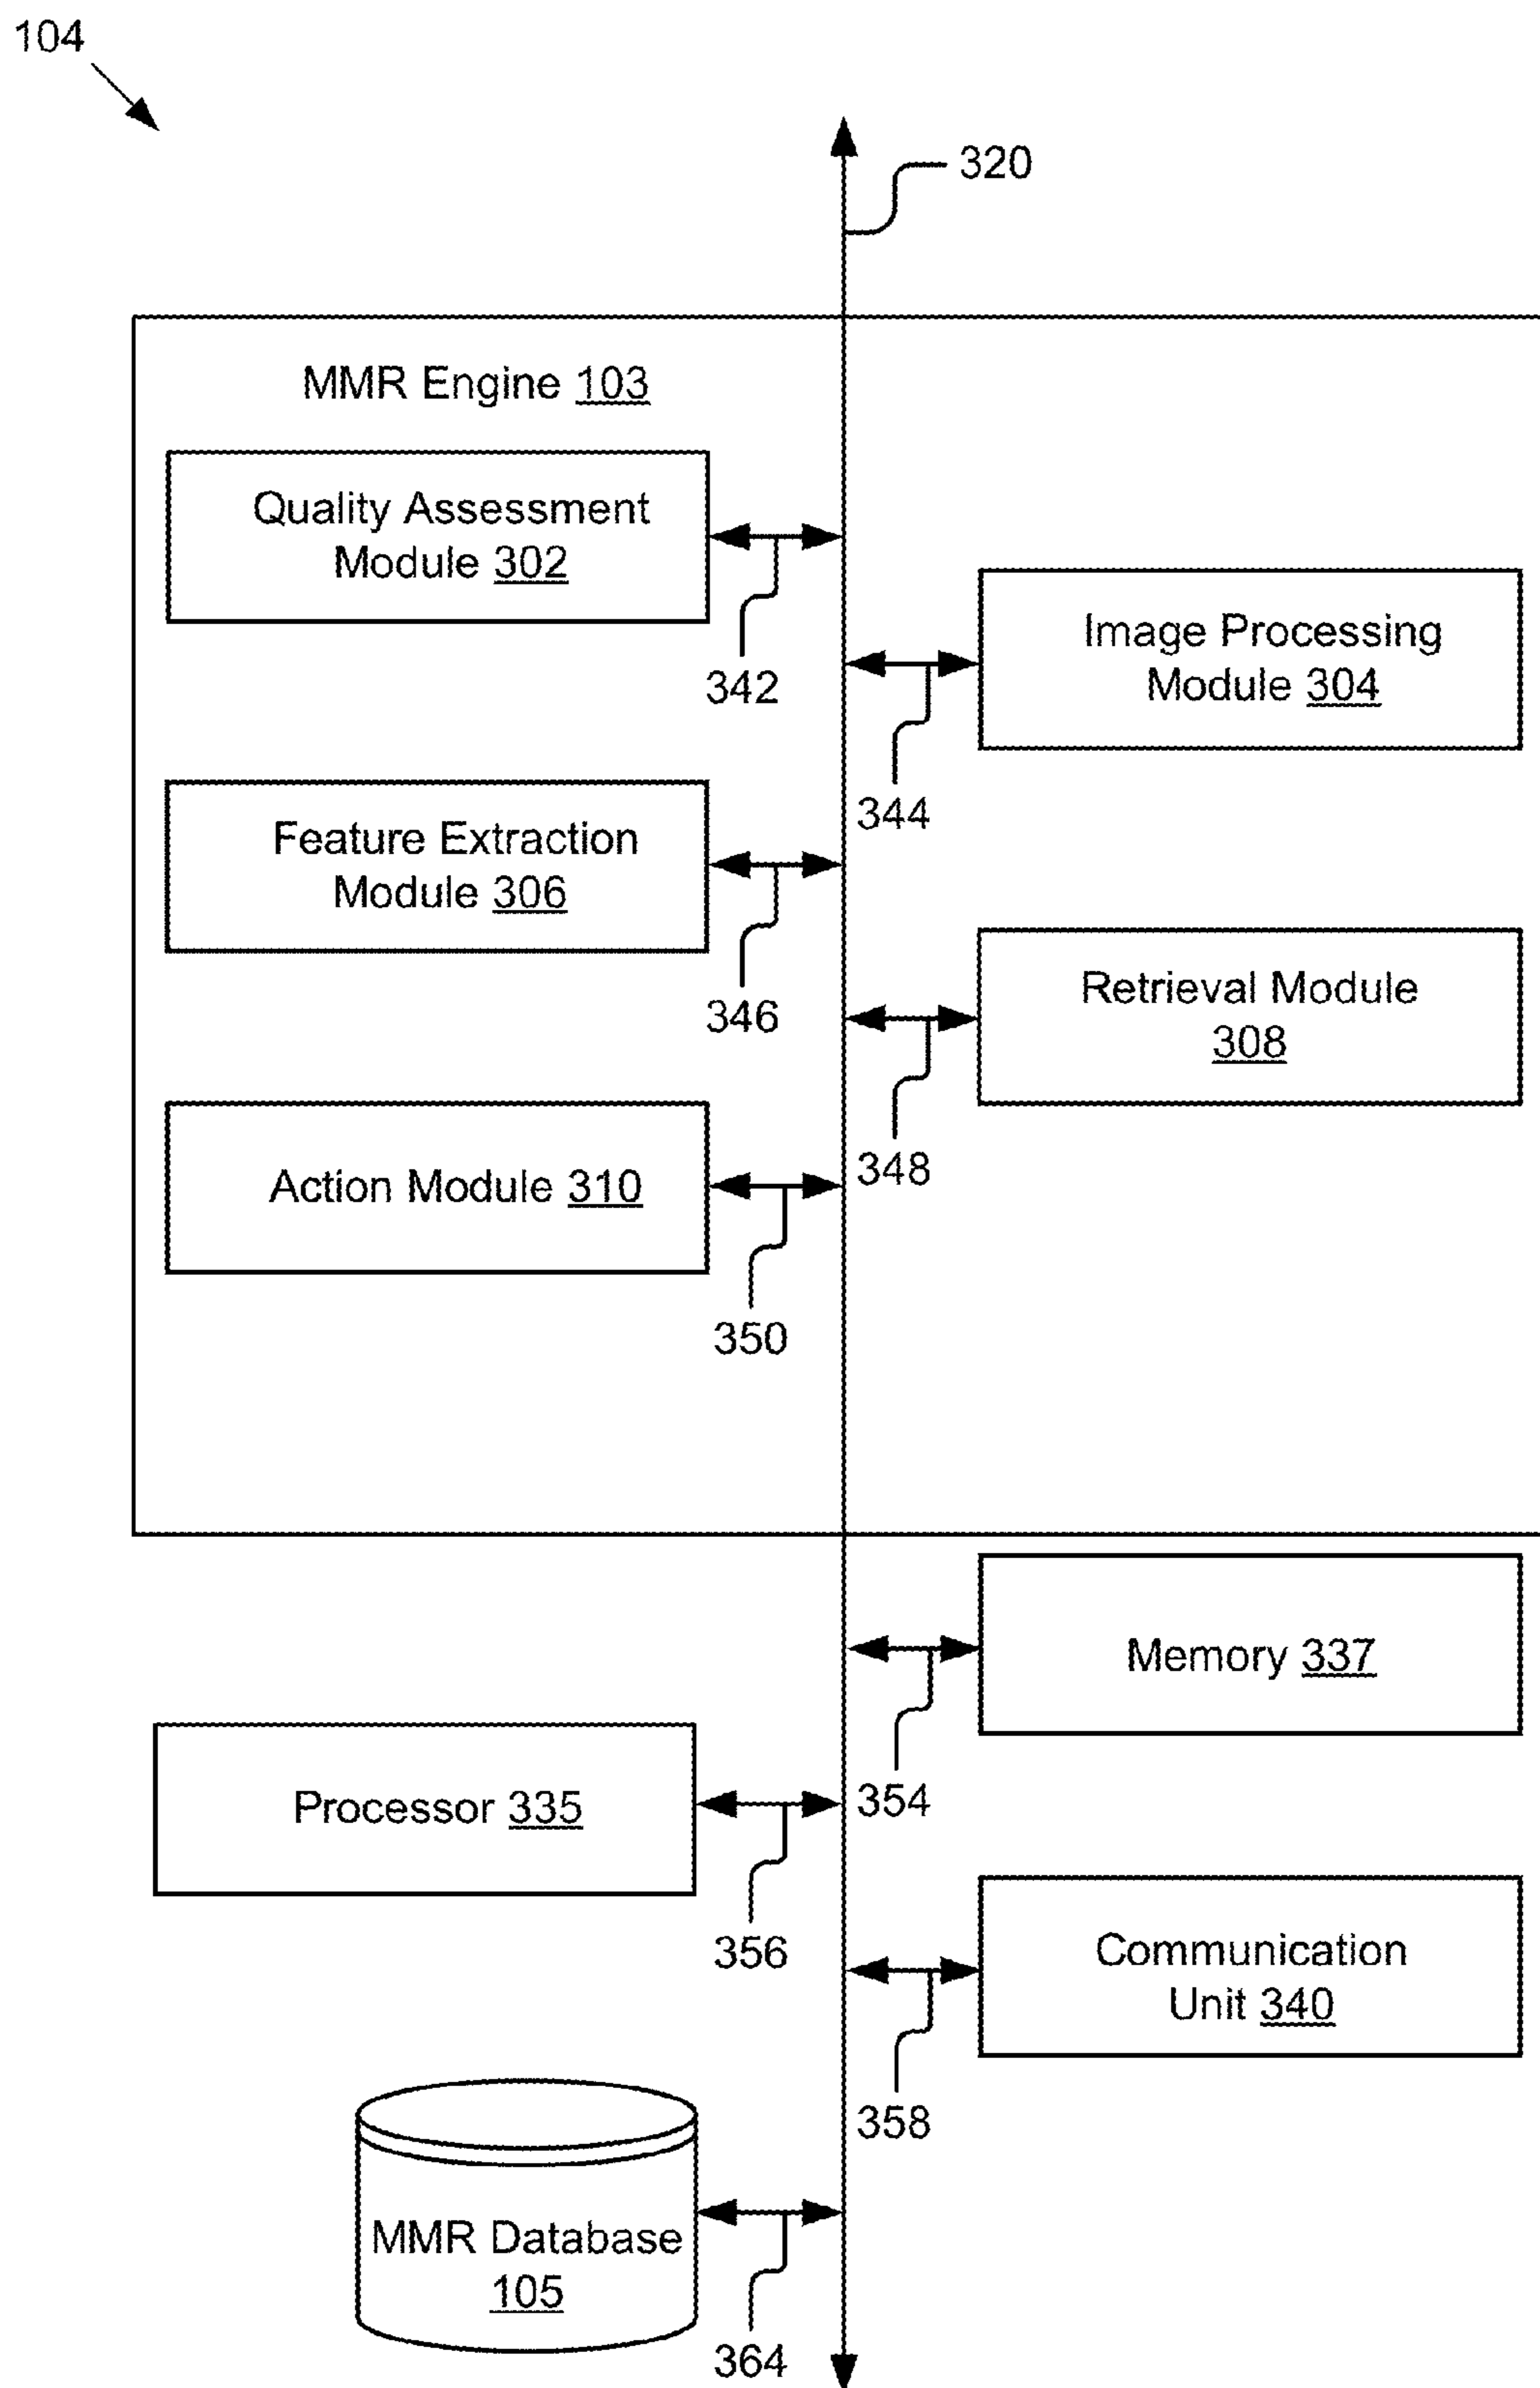 104
320
MMR Engine 103
Quality Assessment
Module 302
342
Image Processing
Module 304
344
Feature Extraction
Module 306
346
Retrieval Module
308
348
Action Module 310
350
Memory 337
354
Processor 335
356
Communication
Unit 340
358
MMR Database
105
364